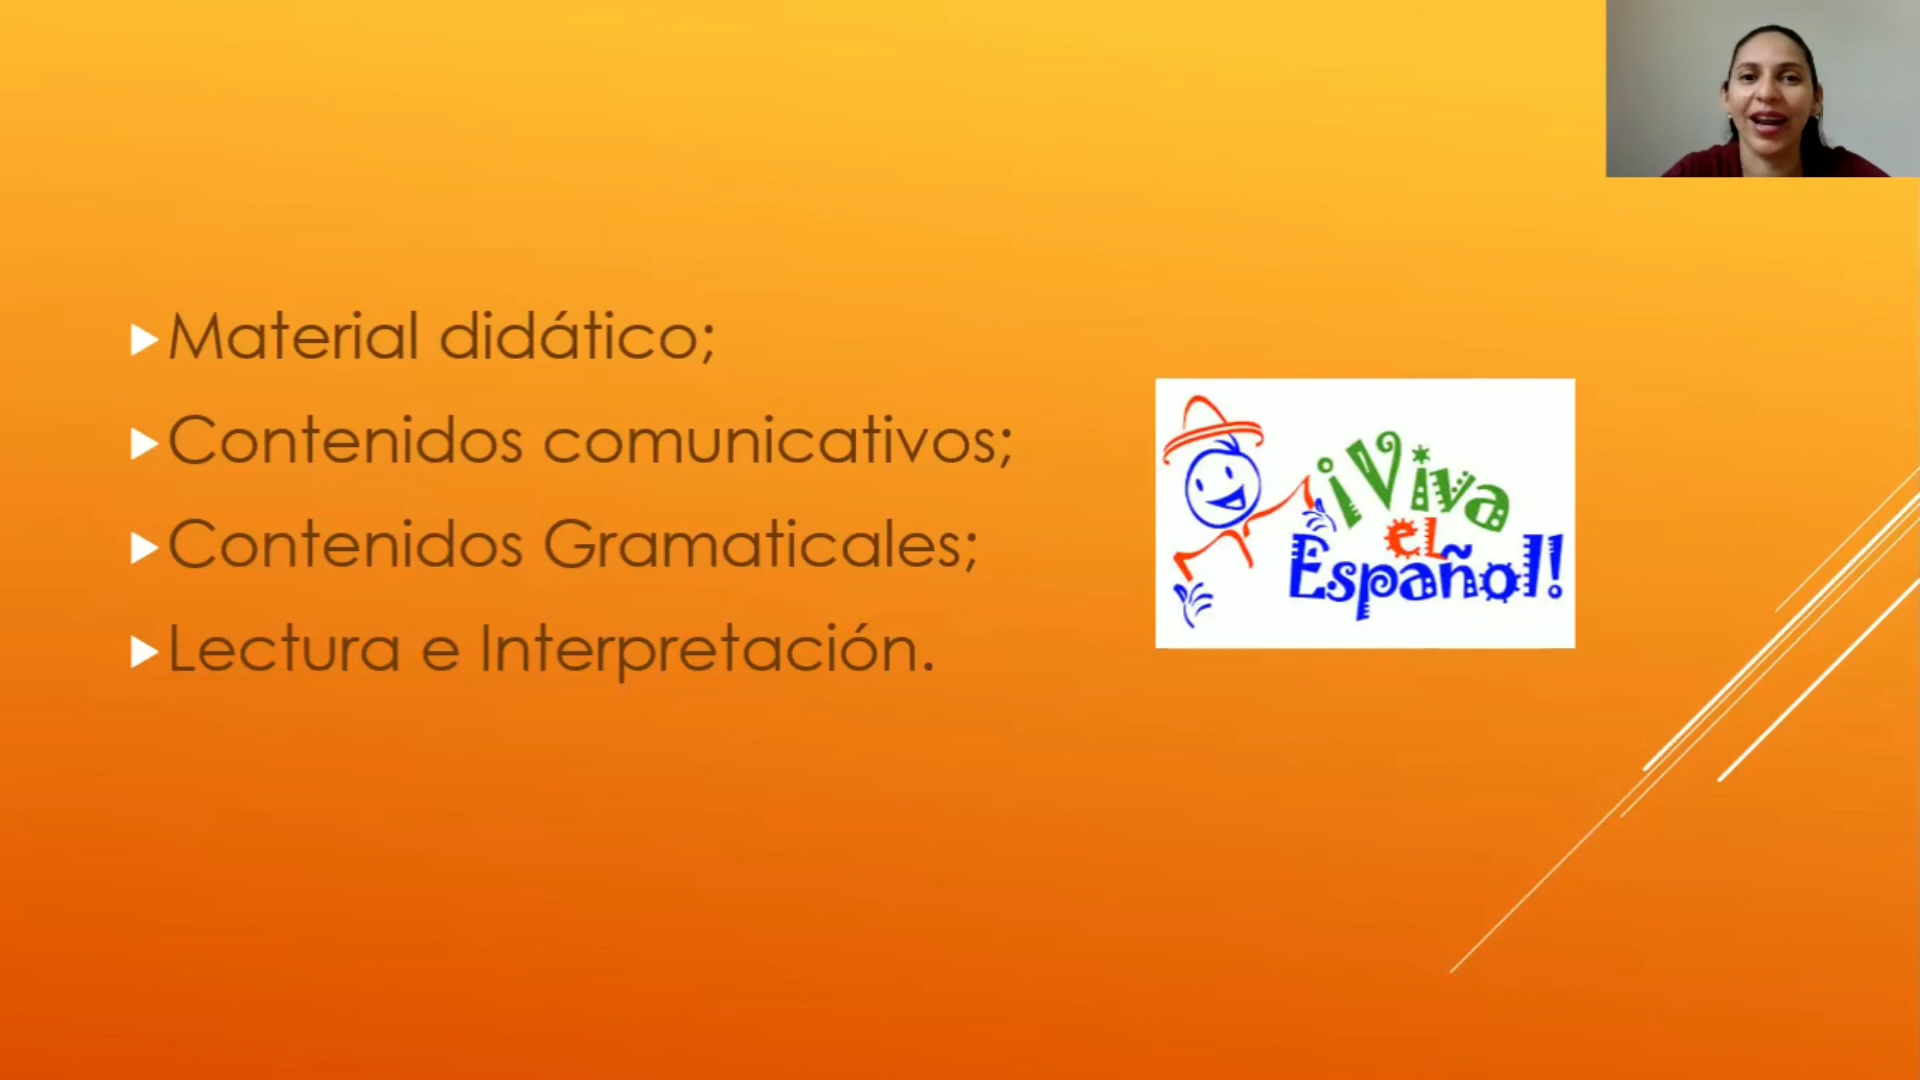 Material didático;
Contenidos comunicativos;
Contenidos Gramaticales;
Lectura e Interpretación.
¡Viva
el
Español!